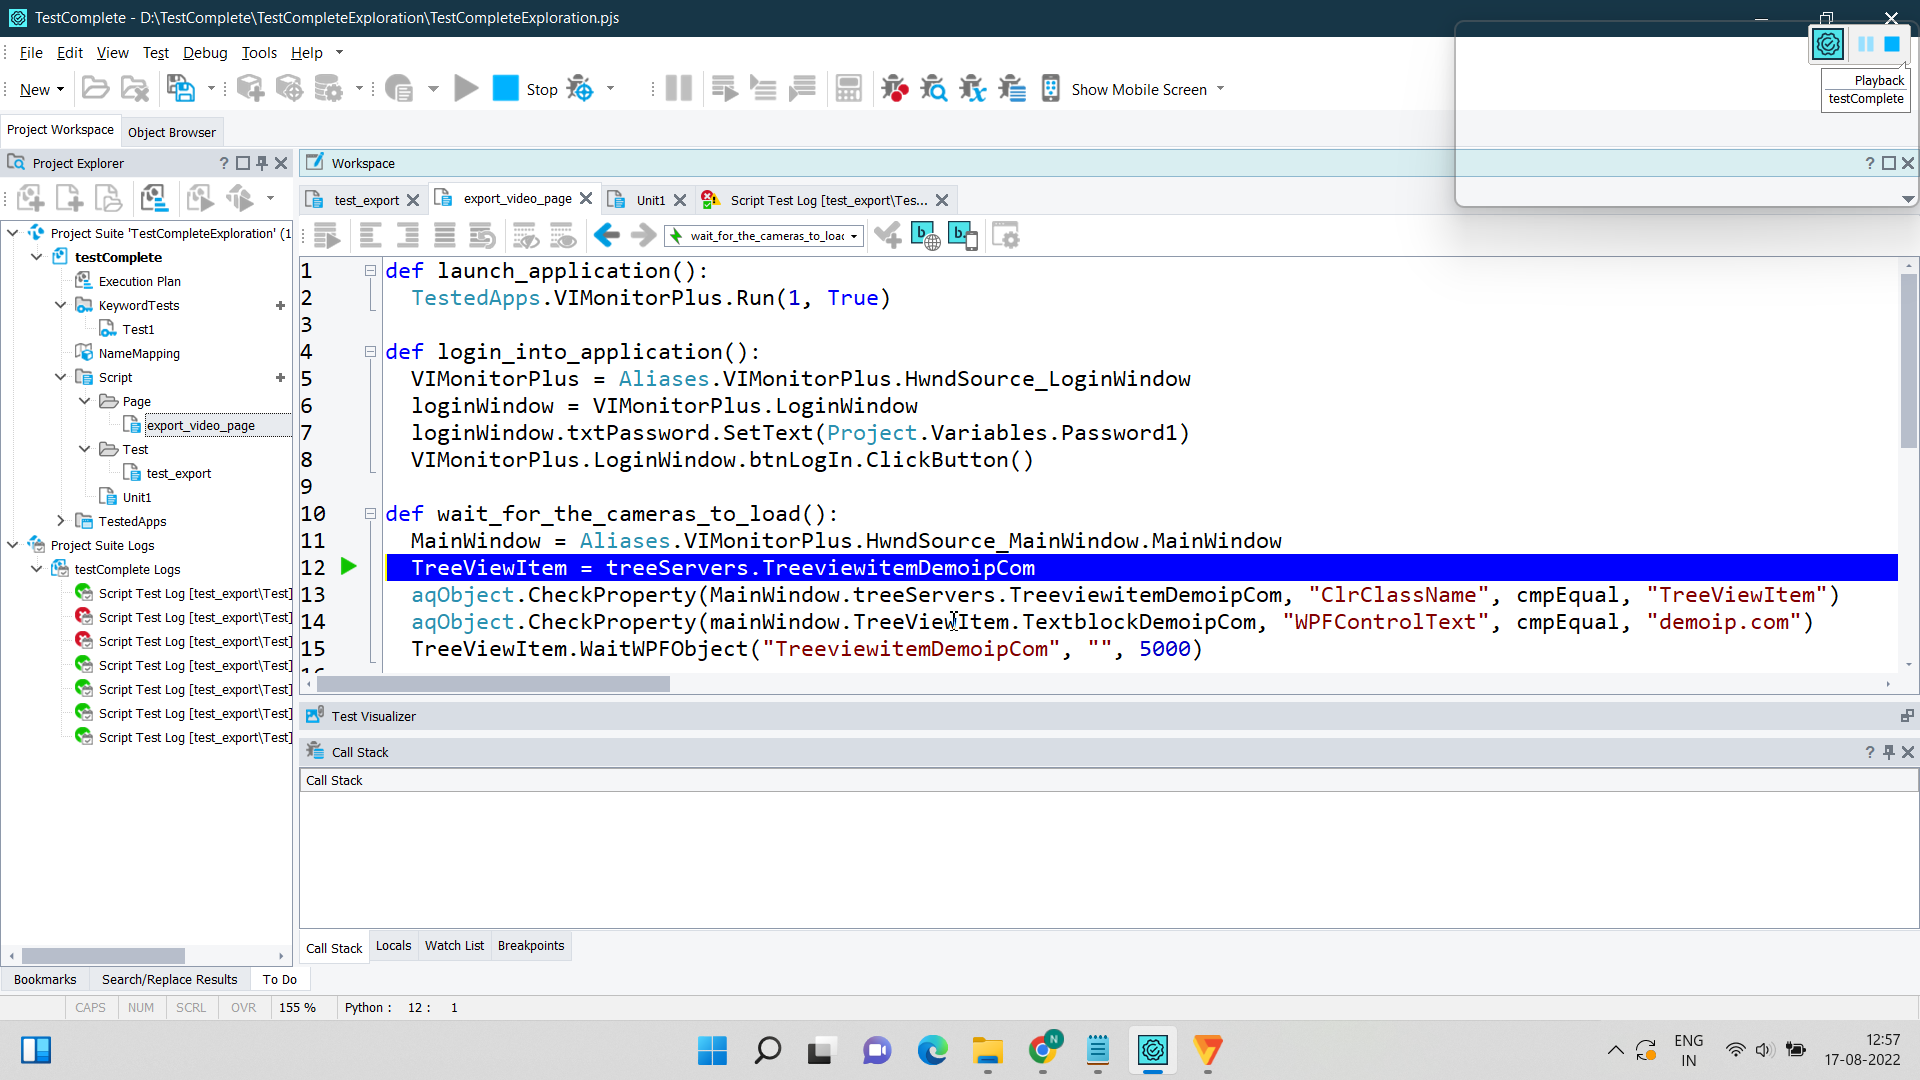 TestComplete - D:\TestComplete\TestCompleteExploration\TestCompleteExploration.pjs
File Edit View Test Debug Tools Help
New Stop Show Mobile Screen
Playback
testComplete
Project Workspace Object Browser
Project Explorer
Workspace
test_export export_video_page Unit1 Script Test Log [test_export\Tes...
wait_for_the_cameras_to_loa
Project Suite 'TestCompleteExploration' (1
testComplete
Execution Plan
KeywordTests
Test1
NameMapping
Script
Page
export_video_page
Test
test_export
Unit1
TestedApps
Project Suite Logs
testComplete Logs
Script Test Log [test_export\Test]
Script Test Log [test_export\Test]
Script Test Log [test_export\Test]
Script Test Log [test_export\Test]
Script Test Log [test_export\Test]
Script Test Log [test_export\Test]
Script Test Log [test_export\Test]
1 def launch_application():
2 TestedApps.VIMonitorPlus.Run(1, True)
3
4 def login_into_application():
5 VIMonitorPlus = Aliases.VIMonitorPlus.HwndSource_LoginWindow
6 loginWindow = VIMonitorPlus.LoginWindow
7 loginWindow.txtPassword.SetText(Project.Variables.Password1)
8 VIMonitorPlus.LoginWindow.btnLogIn.ClickButton()
9
10 def wait_for_the_cameras_to_load():
11 MainWindow = Aliases.VIMonitorPlus.HwndSource_MainWindow.MainWindow
12 TreeViewItem = treeServers.TreeviewitemDemoipCom
13 aqObject.CheckProperty(MainWindow.treeServers.TreeviewitemDemoipCom, "ClrClassName", cmpEqual, "TreeViewItem")
14 aqObject.CheckProperty(mainWindow.TreeViewItem.TextblockDemoipCom, "WPFControlText", cmpEqual, "demoip.com")
15 TreeViewItem.WaitWPFObject("TreeviewitemDemoipCom", "", 5000)
Test Visualizer
Call Stack
Call Stack
Call Stack Locals Watch List Breakpoints
Bookmarks Search/Replace Results To Do
CAPS NUM SCRL OVR 155 % Python : 12 : 1
ENG
IN
12:57
17-08-2022